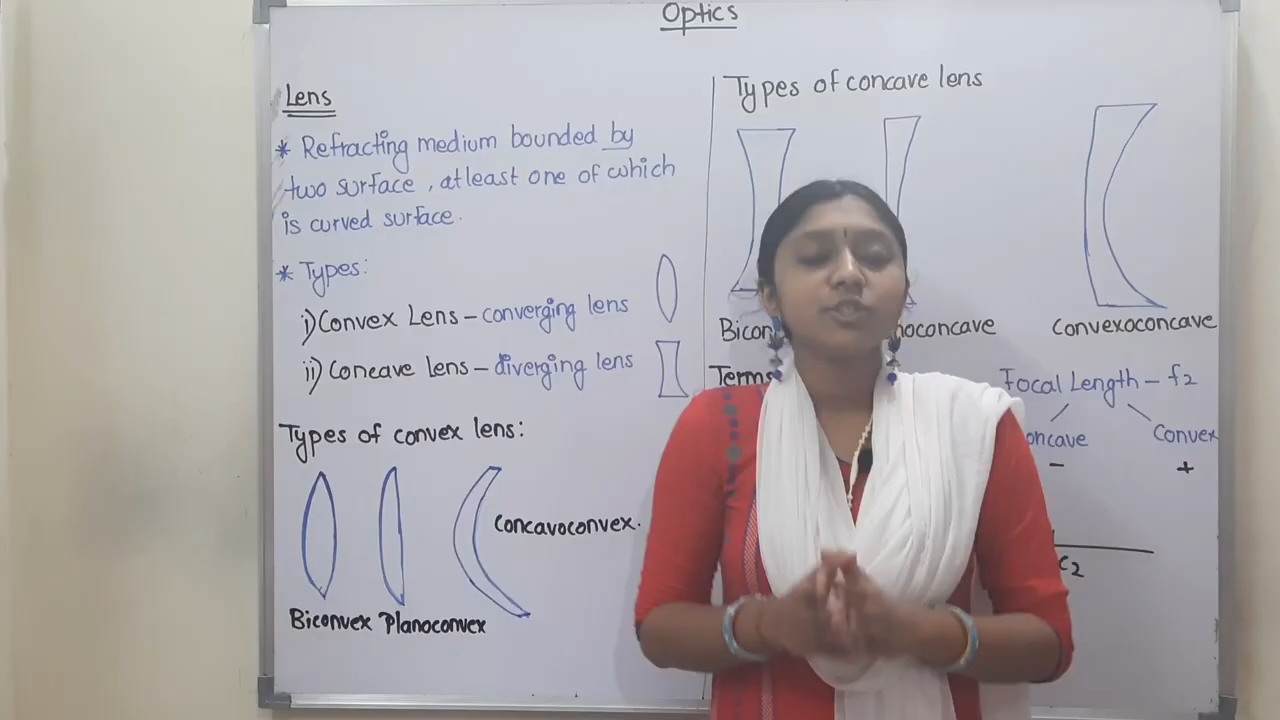 Optics
Lens
* Refracting medium bounded by
two surface, atleast one of which
is curved surface.
* Types:
i) Convex Lens - converging lens
ii) Concave lens - diverging lens
Types of convex lens:
Concavoconvex.
Biconvex Planoconvex
Types of concave lens
Convexoconcave
Terms
Focal Length - f2
Convex
- +
c2